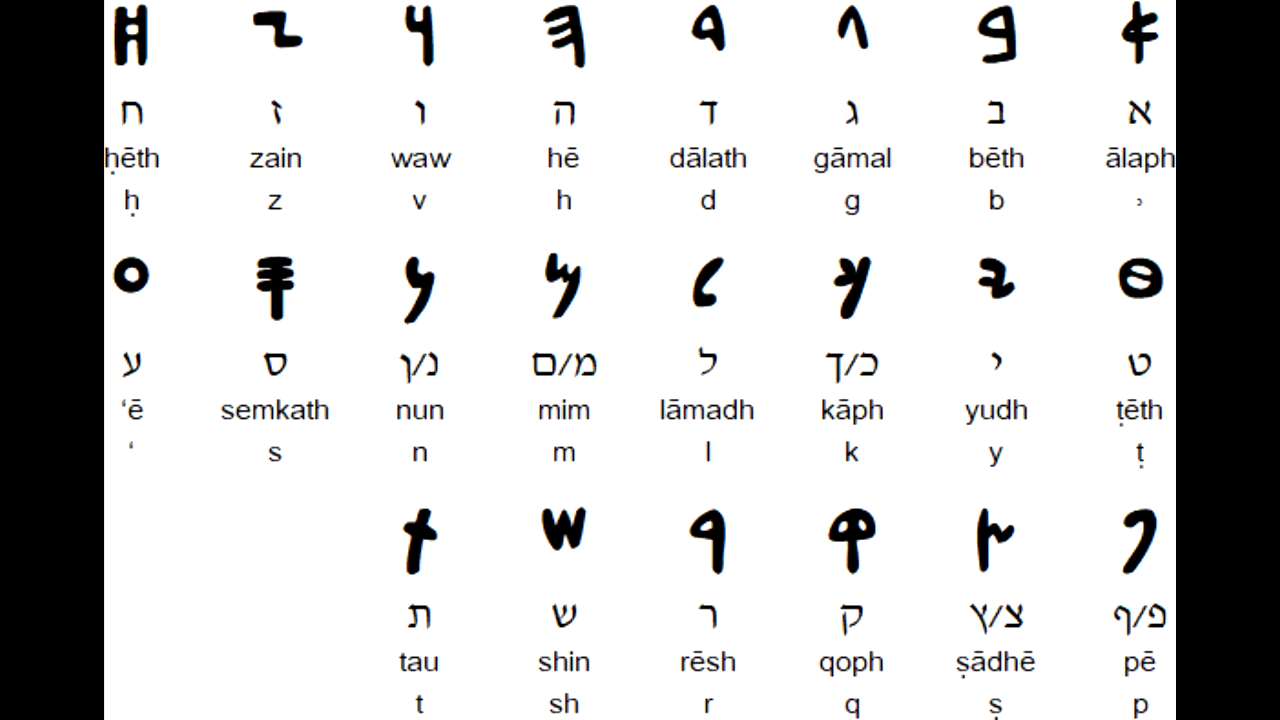 𐤀 𐤁 𐤂 𐤃 𐤄 𐤅 𐤆 𐤇
א ב ג ד ה ו ז ח
ḥēth zain waw hē dālath gāmal bēth ālaph
ḥ z v h d g b ʾ
𐤈 𐤉 𐤊 𐤋 𐤌 𐤍 𐤎 𐤏
ט י כ/ך ל מ/ם נ/ן ס ע
‘ē semkath nun mim lāmadh kāph yudh ṭēth
‘ s n m l k y ṭ
𐤐 𐤑 𐤒 𐤓 𐤔 𐤕
פ/ף צ/ץ ק ר ש ת
tau shin rēsh qoph ṣādhē pē
t sh r q ṣ p